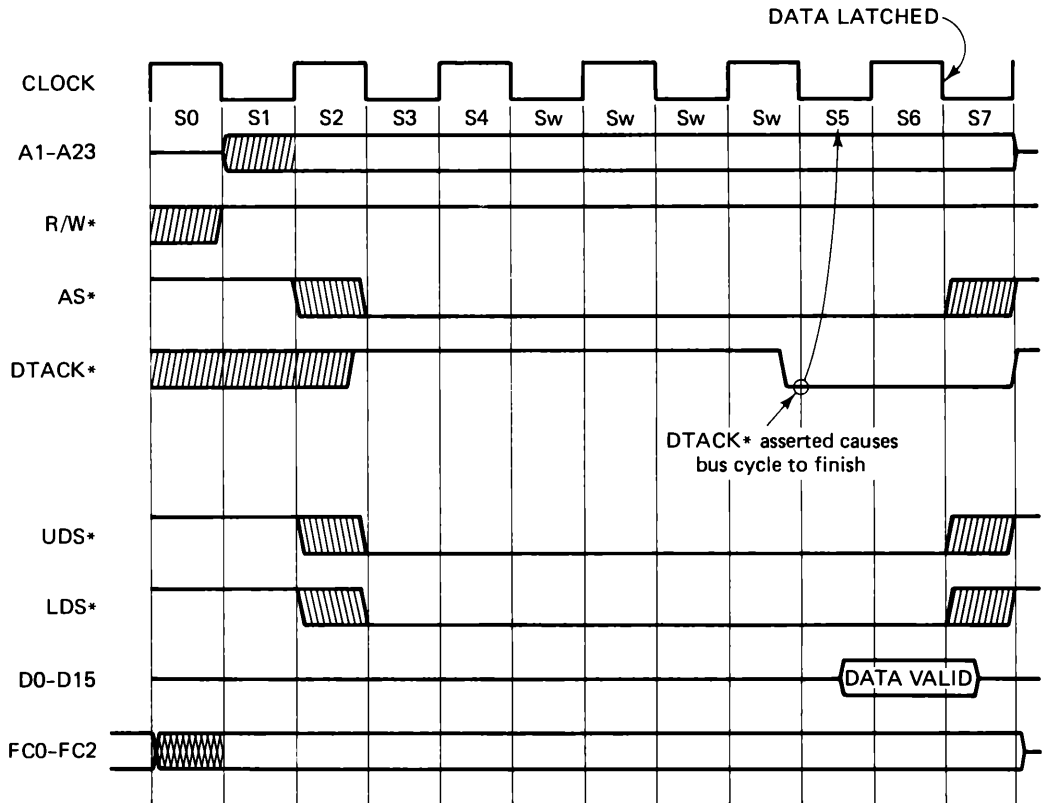 DATA LATCHED
CLOCK
S0 S1 S2 S3 S4 Sw Sw Sw Sw S5 S6 S7
A1-A23
R/W*
AS*
DTACK*
DTACK* asserted causes
bus cycle to finish
UDS*
LDS*
D0-D15 DATA VALID
FC0-FC2